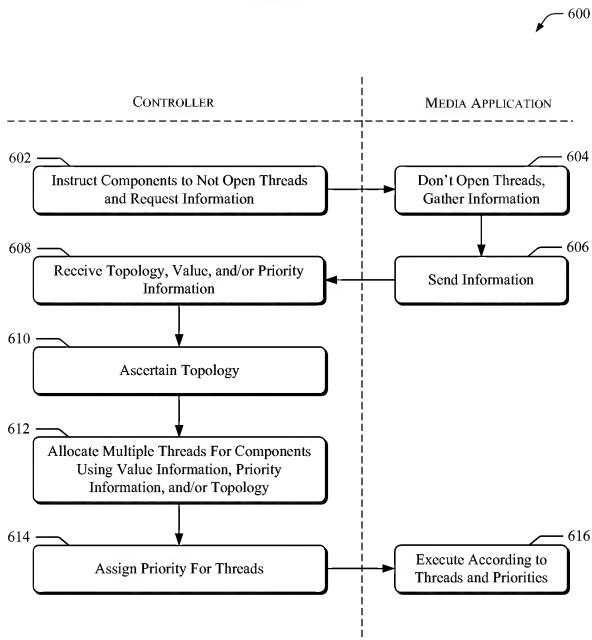 600
CONTROLLER
MEDIA APPLICATION
602
Instruct Components to Not Open Threads
and Request Information
604
Don't Open Threads,
Gather Information
606
Send Information
608
Receive Topology, Value, and/or Priority
Information
610
Ascertain Topology
612
Allocate Multiple Threads For Components
Using Value Information, Priority
Information, and/or Topology
614
Assign Priority For Threads
616
Execute According to
Threads and Priorities